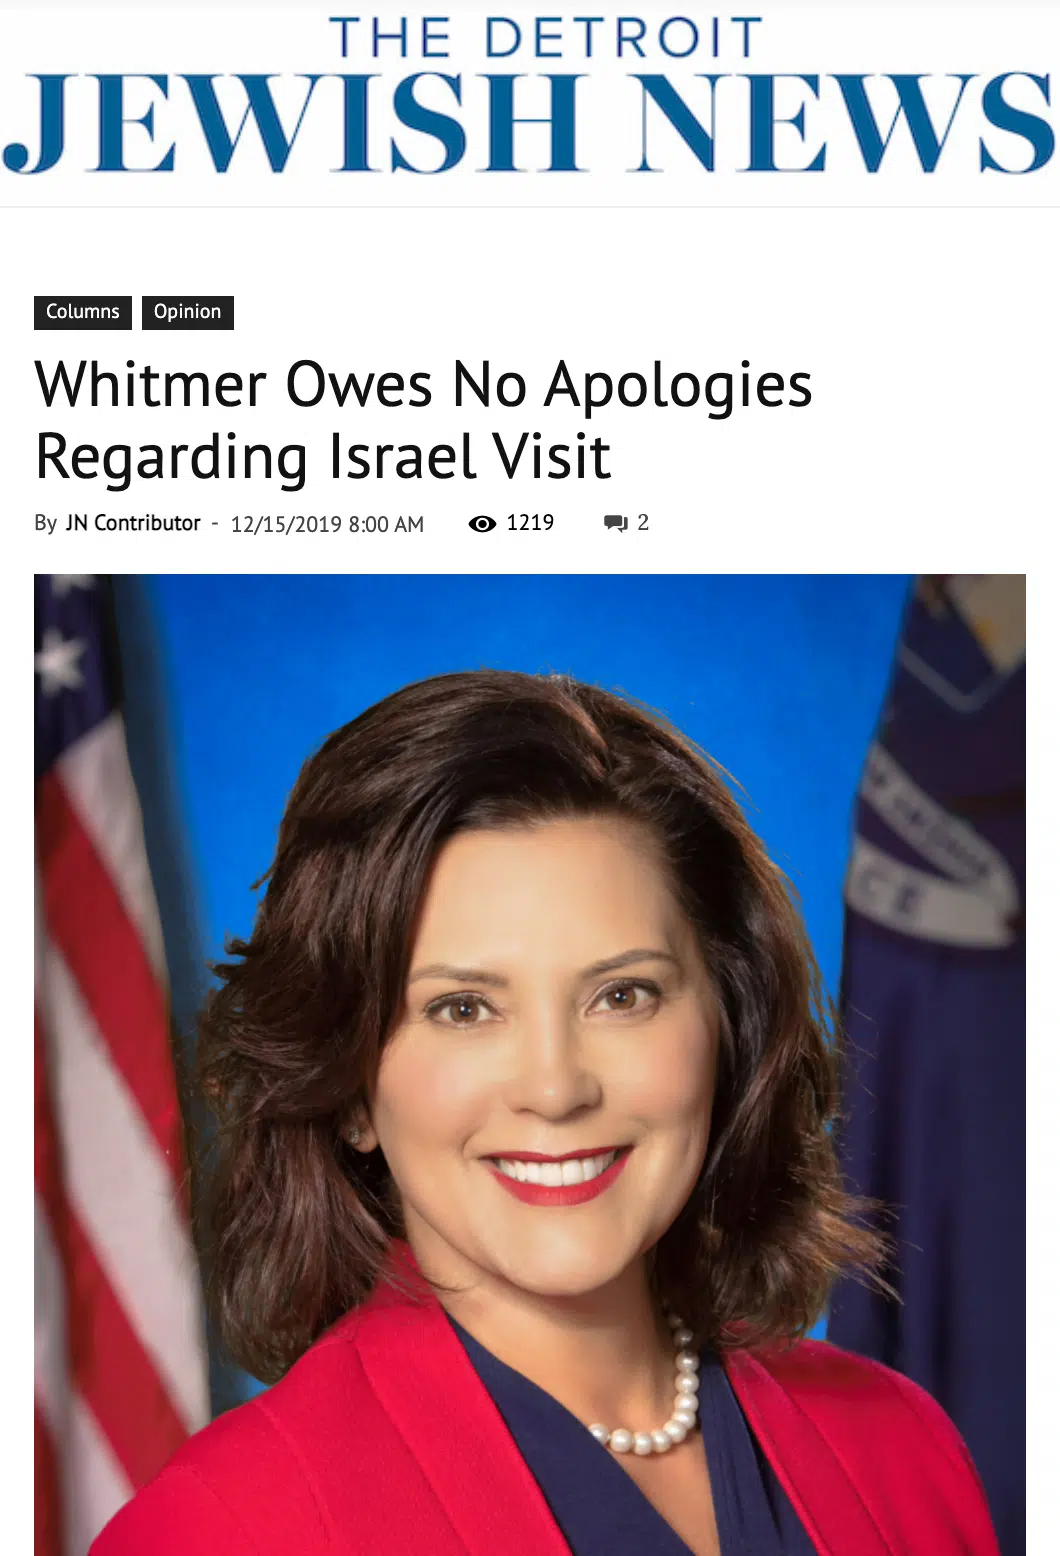 THE DETROIT
JEWISH NEWS
Columns Opinion
Whitmer Owes No Apologies
Regarding Israel Visit
By JN Contributor - 12/15/2019 8:00 AM 1219 2